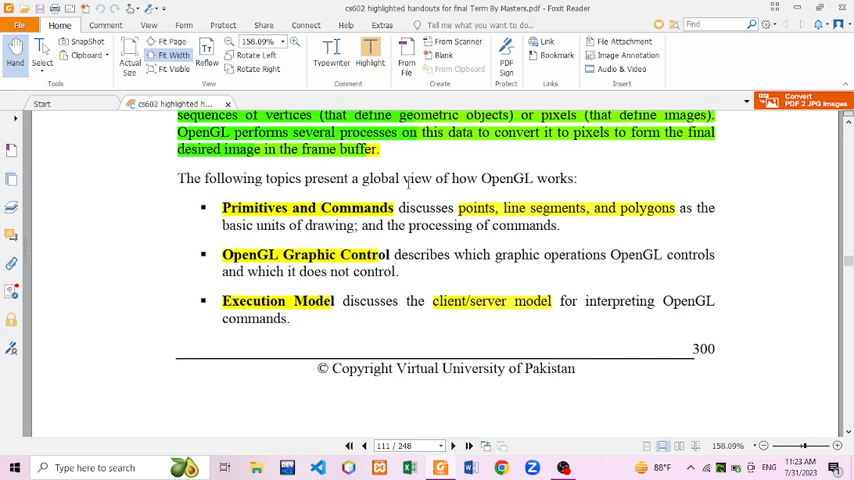 cs602 highlighted handouts for final Term By Masters.pdf - Foxit Reader
File Home Comment View Form Protect Share Connect Help Extras Tell me what you want to do... Find
Hand Select SnapShot Clipboard
Actual Size Fit Page Fit Width Fit Visible Reflow 158.09% Rotate Left Rotate Right
Typewriter Highlight
From File From Scanner Blank From Clipboard
PDF Sign
Link Bookmark
File Attachment Image Annotation Audio & Video
Tools View Comment Create Protect Links Insert
Start cs602 highlighted h... Convert PDF 2 JPG Images
sequences of vertices (that define geometric objects) or pixels (that define images).
OpenGL performs several processes on this data to convert it to pixels to form the final
desired image in the frame buffer.
The following topics present a global view of how OpenGL works:
▪ Primitives and Commands discusses points, line segments, and polygons as the
basic units of drawing; and the processing of commands.
▪ OpenGL Graphic Control describes which graphic operations OpenGL controls
and which it does not control.
▪ Execution Model discusses the client/server model for interpreting OpenGL
commands.
300
© Copyright Virtual University of Pakistan
111 / 248 158.09%
Type here to search 88°F ENG 11:23 AM
7/31/2023